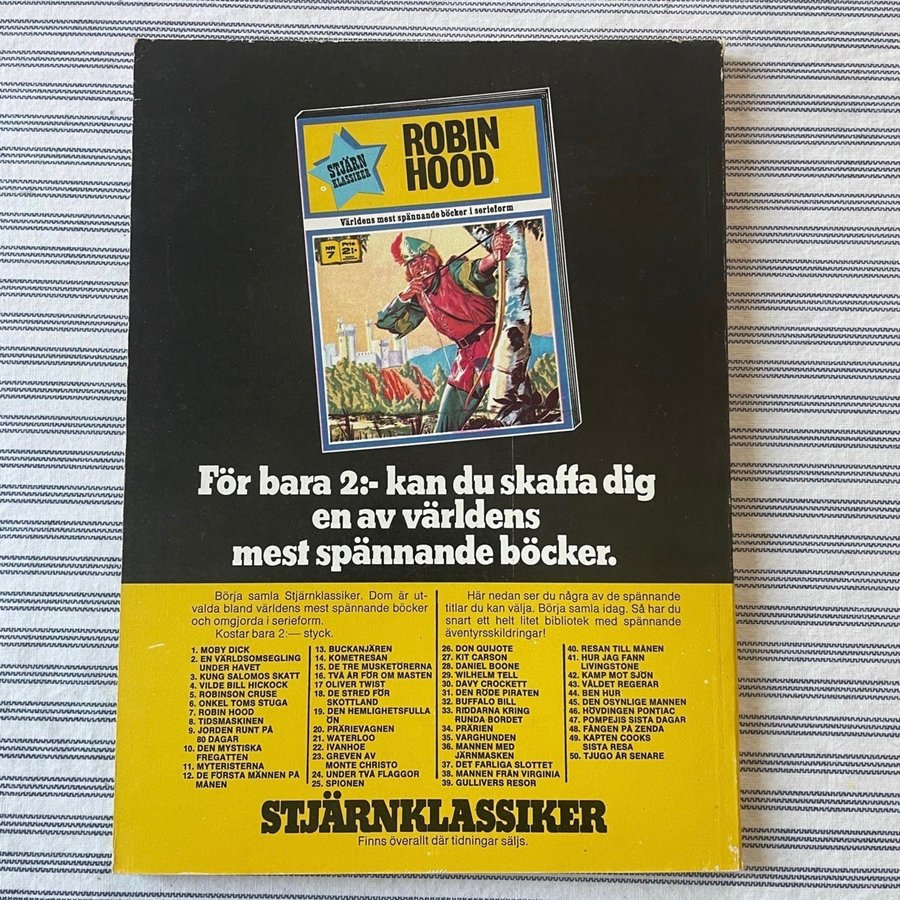 STJÄRN
KLASSIKER
ROBIN
HOOD
Världens mest spännande böcker i serieform
NR
7
Pris
2:-
För bara 2:- kan du skaffa dig
en av världens
mest spännande böcker.
Börja samla Stjärnklassiker. Dom är ut-
valda bland världens mest spännande böcker
och omgjorda i serieform.
Kostar bara 2:— styck.
Här nedan ser du några av de spännande
titlar du kan välja. Börja samla idag. Så har du
snart ett helt litet bibliotek med spännande
äventyrsskildringar!
1. MOBY DICK
2. EN VÄRLDSOMSEGLING
UNDER HAVET
3. KUNG SALOMOS SKATT
4. VILDE BILL HICKOCK
5. ROBINSON CRUSE
6. ONKEL TOMS STUGA
7. ROBIN HOOD
8. TIDSMASKINEN
9. JORDEN RUNT PÅ
80 DAGAR
10. DEN MYSTISKA
FREGATTEN
11. MYTERISTERNA
12. DE FÖRSTA MÄNNEN PÅ
MÅNEN
13. BUCKANJÄREN
14. KOMETRESAN
15. DE TRE MUSKETÖRERNA
16. TVÅ ÅR FÖR OM MASTEN
17 OLIVER TWIST
18. DE STRED FÖR
SKOTTLAND
19. DEN HEMLIGHETSFULLA
ÖN
20. PRÄRIEVAGNEN
21. WATERLOO
22. IVANHOE
23. GREVEN AV
MONTE CHRISTO
24. UNDER TVÅ FLAGGOR
25. SPIONEN
26. DON QUIJOTE
27. KIT CARSON
28. DANIEL BOONE
29. WILHELM TELL
30. DAVY CROCKETT
31. DEN RÖDE PIRATEN
32. BUFFALO BILL
33. RIDDARNA KRING
RUNDA BORDET
34. PRÄRIEN
35. VARGHUNDEN
36. MANNEN MED
JÄRNMASKEN
37. DET FARLIGA SLOTTET
38. MANNEN FRÅN VIRGINIA
39. GULLIVERS RESOR
40. RESAN TILL MÅNEN
41. HUR JAG FANN
LIVINGSTONE
42. KAMP MOT SJÖN
43. VÄLDET REGERAR
44. BEN HUR
45. DEN OSYNLIGE MANNEN
46. HÖVDINGEN PONTIAC
47. POMPEJIS SISTA DAGAR
48. FÅNGEN PÅ ZENDA
49. KAPTEN COOKS
SISTA RESA
50. TJUGO ÅR SENARE
STJÄRNKLASSIKER
Finns överallt där tidningar säljs.